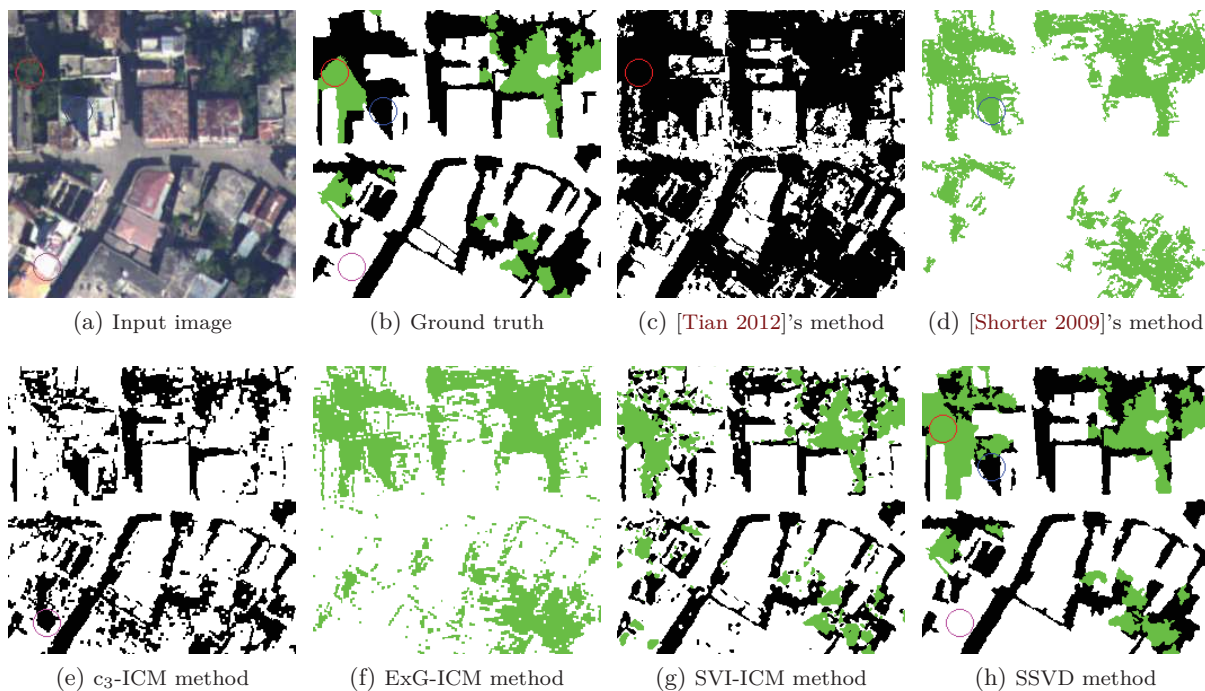 (a) Input image
(b) Ground truth
(c) [Tian 2012]'s method
(d) [Shorter 2009]'s method
(e) c₃-ICM method
(f) ExG-ICM method
(g) SVI-ICM method
(h) SSVD method